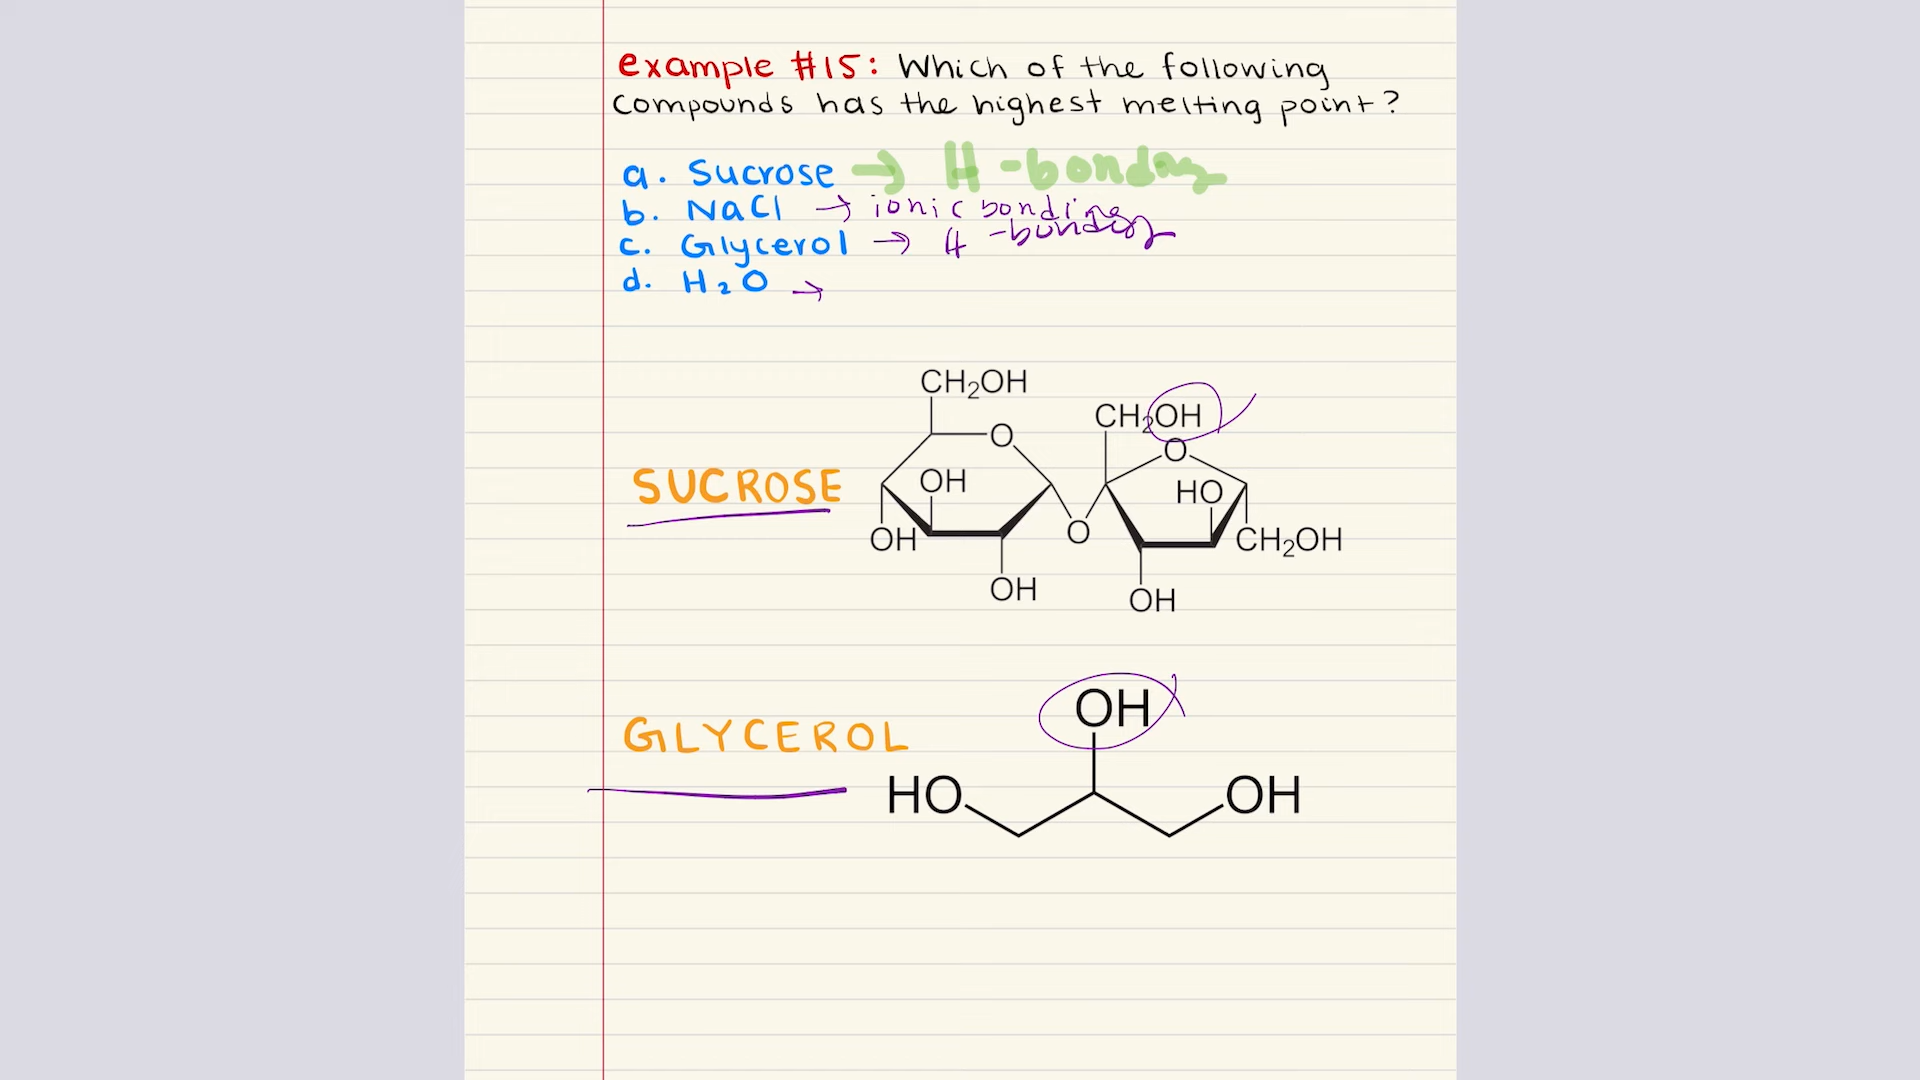 example #15: Which of the following
compounds has the highest melting point?
a. Sucrose → H-bonding
b. NaCl → ionic bonding
c. Glycerol → H-bonding
d. H₂O →
CH₂OH
CH₂OH
O
O
SUCROSE
OH
HO
OH
O
CH₂OH
OH
OH
OH
GLYCEROL
HO
OH